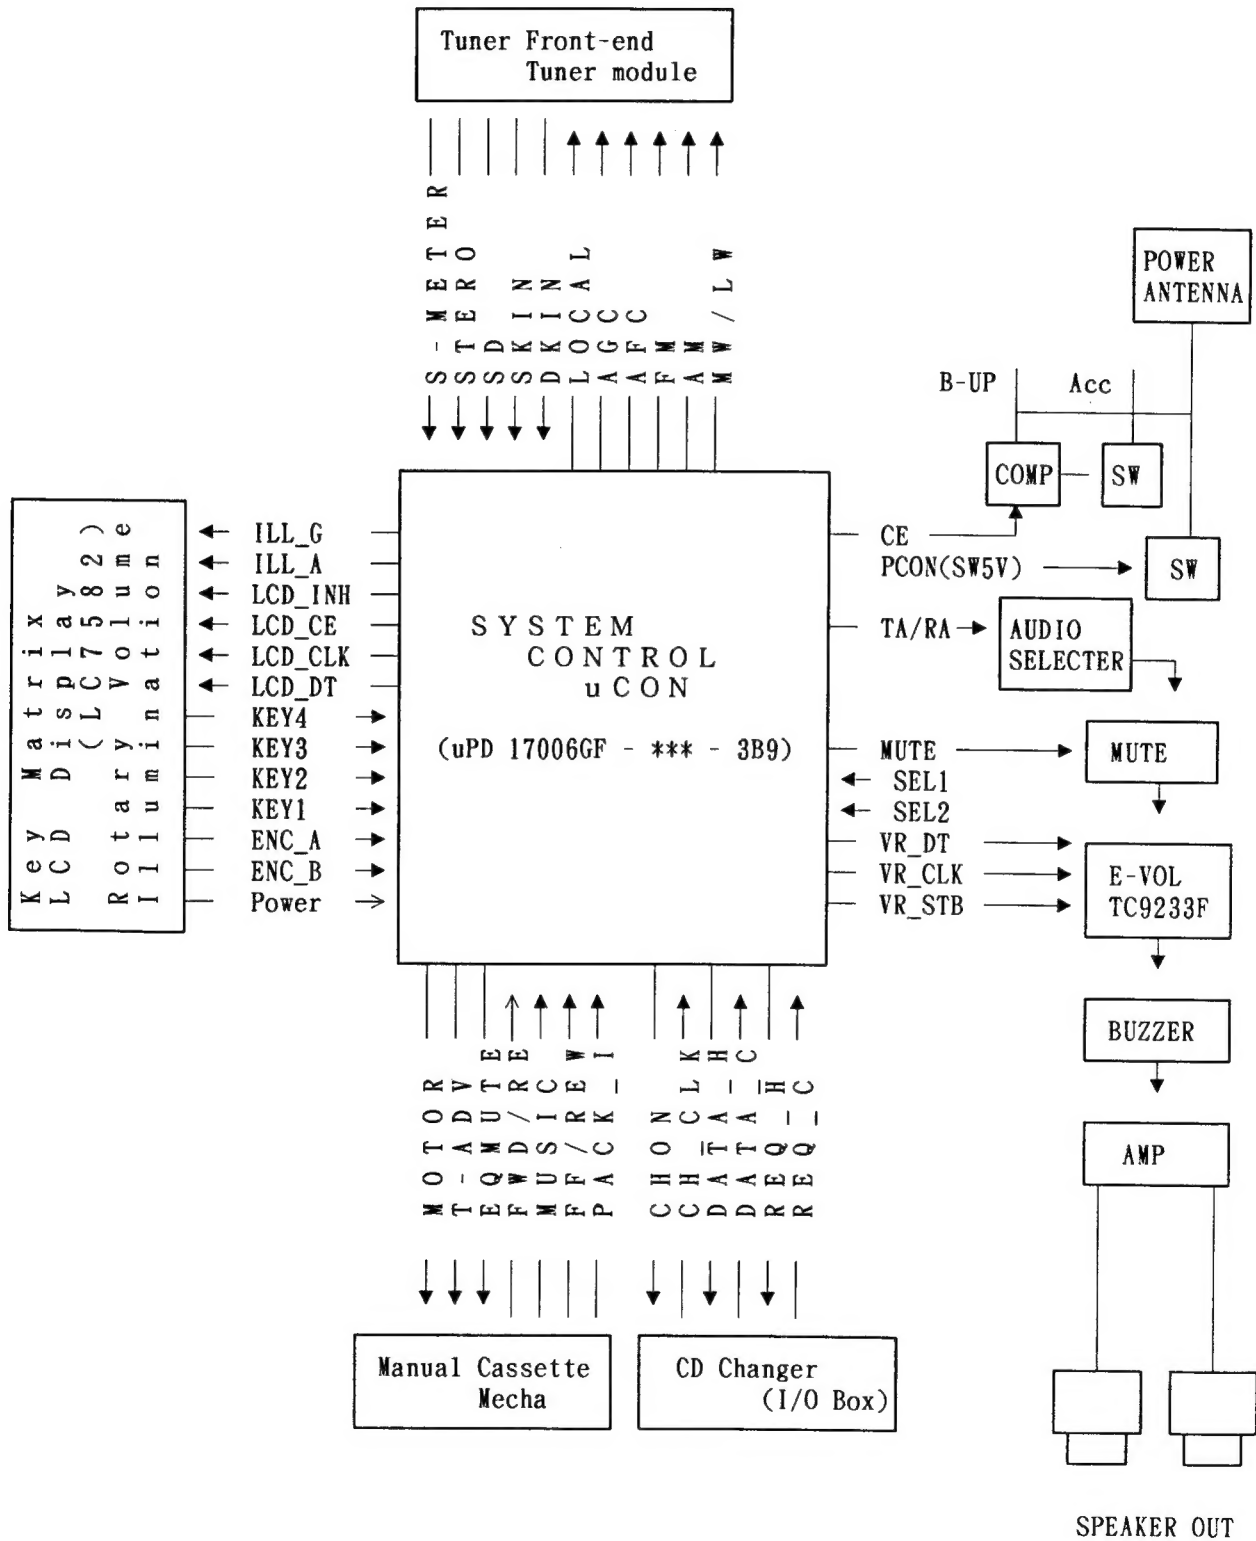 Tuner Front-end
Tuner module
S-METER
STERO
SD
SKIN
DKIN
LOCAL
AGC
AFC
FM
AM
MW/LW
POWER
ANTENNA
B-UP
Acc
COMP
SW
CE
PCON(SW5V)
SW
TA/RA
AUDIO
SELECTER
Key Matrix
LCD Display
(LC7582)
Rotary Volume
Illumination
ILL_G
ILL_A
LCD_INH
LCD_CE
LCD_CLK
LCD_DT
KEY4
KEY3
KEY2
KEY1
ENC_A
ENC_B
Power
SYSTEM
CONTROL
uCON
(uPD 17006GF - *** - 3B9)
MUTE
MUTE
SEL1
SEL2
VR_DT
VR_CLK
VR_STB
E-VOL
TC9233F
BUZZER
AMP
MOTOR
T-ADV
EQMUTE
FWD/RE
MUSIC
FF/REW
PACK_I
CHON
CH_CLK
DATA_H
DATA_C
REQ_H
REQ_C
Manual Cassette
Mecha
CD Changer
(I/O Box)
SPEAKER OUT